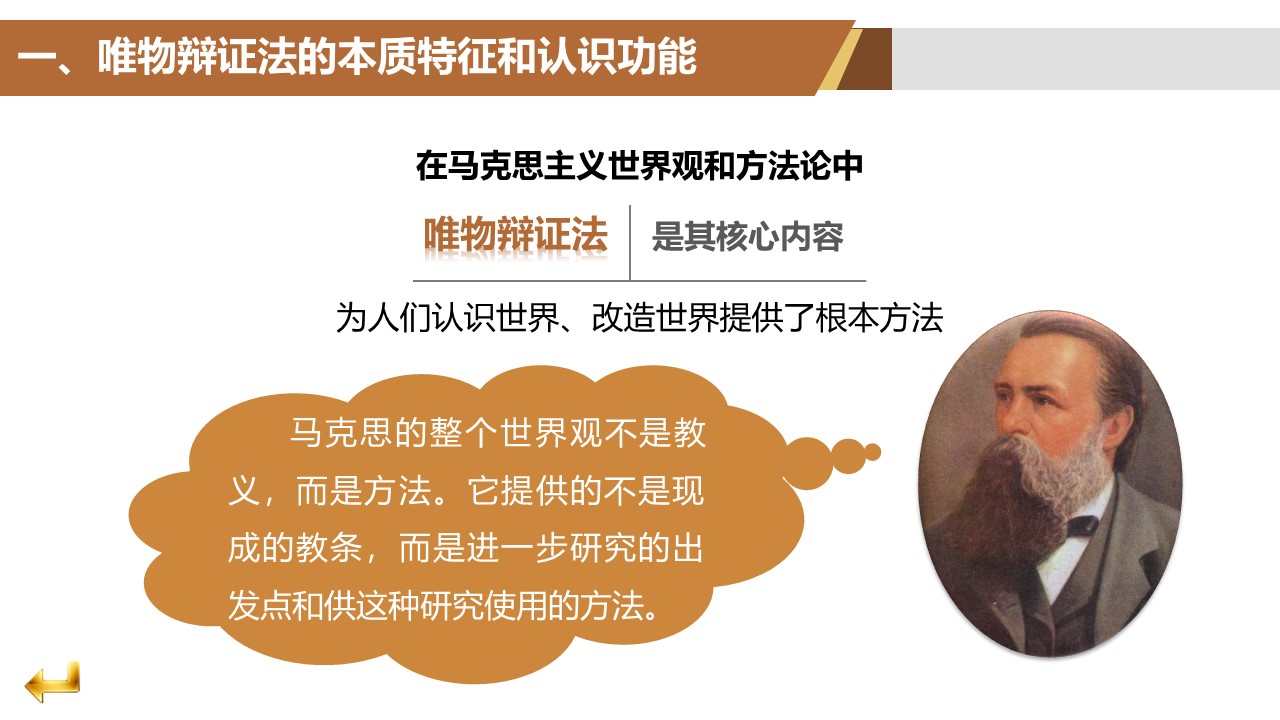 一、唯物辩证法的本质特征和认识功能
在马克思主义世界观和方法论中
唯物辩证法 是其核心内容
为人们认识世界、改造世界提供了根本方法
马克思的整个世界观不是教
义，而是方法。它提供的不是现
成的教条，而是进一步研究的出
发点和供这种研究使用的方法。